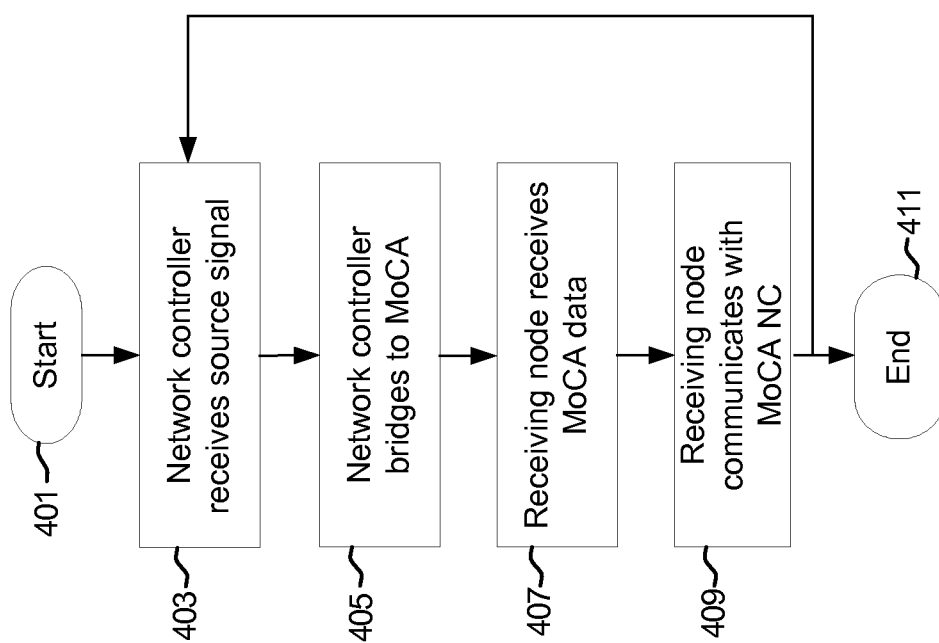 401
Start
403
Network controller
receives source signal
405
Network controller
bridges to MoCA
407
Receiving node receives
MoCA data
409
Receiving node
communicates with
MoCA NC
411
End